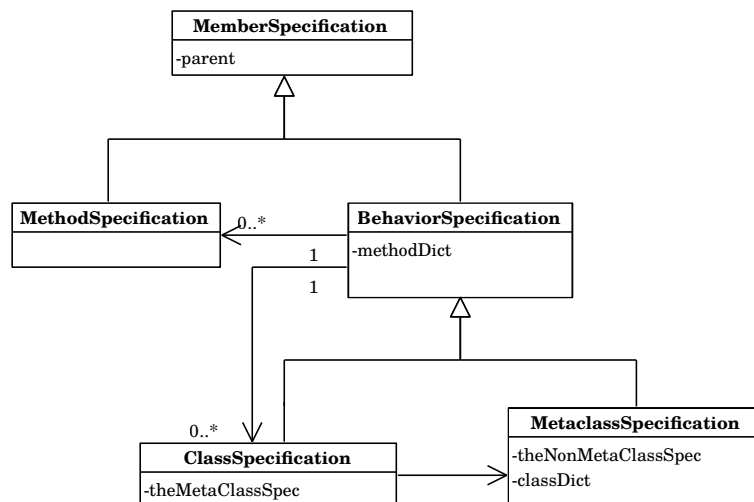 MemberSpecification
-parent
MethodSpecification
0..*
BehaviorSpecification
-methodDict
1
1
0..*
ClassSpecification
-theMetaClassSpec
MetaclassSpecification
-theNonMetaClassSpec
-classDict